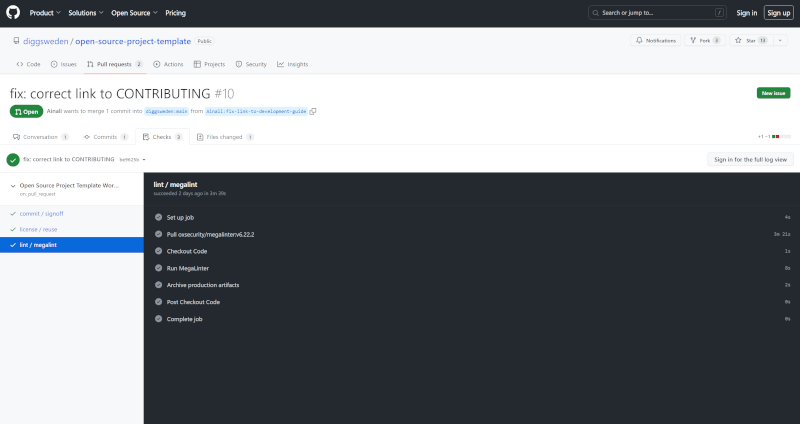 Product Solutions Open Source Pricing
Search or jump to... / Sign in Sign up
diggsweden / open-source-project-template Public
Notifications Fork 3 Star 13
Code Issues Pull requests 2 Actions Projects Security Insights
fix: correct link to CONTRIBUTING #10
New issue
Open Ainali wants to merge 1 commit into diggsweden:main from Ainali:fix-link-to-development-guide
Conversation 1 Commits 1 Checks 3 Files changed 1
+1 −1
fix: correct link to CONTRIBUTING
Sign in for the full log view
Open Source Project Template Wor...
on: pull_request
commit / signoff
license / reuse
lint / megalint
lint / megalint
succeeded 2 days ago in 3m 39s
Set up job 4s
Pull oxsecurity/megalinter:v6.22.2 3m 21s
Checkout Code 1s
Run MegaLinter 8s
Archive production artifacts 2s
Post Checkout Code 0s
Complete job 0s